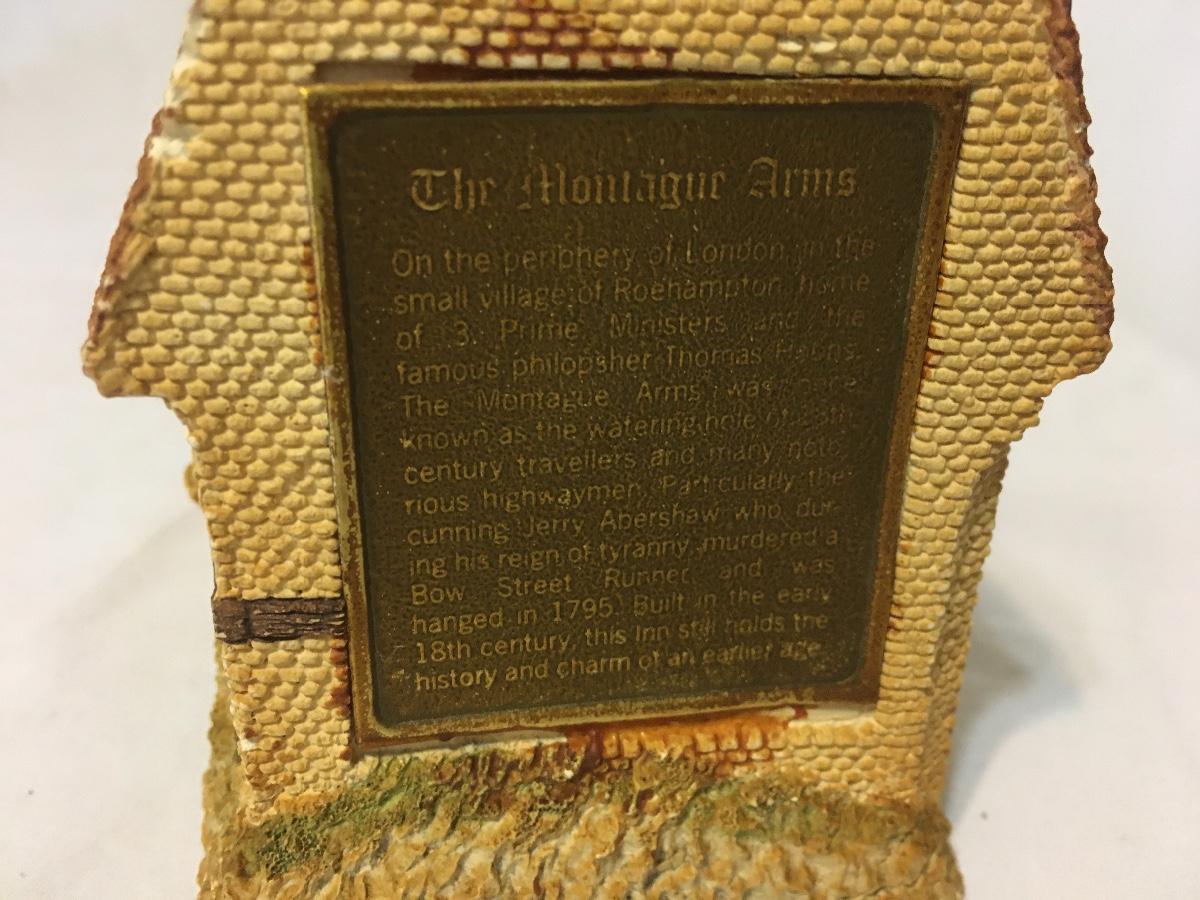 The Montague Arms
On the periphery of London, in the
small village of Roehampton, home
of 3 Prime Ministers and the
famous philopsher Thomas
The Montague Arms was once
known as the watering hole of 18th
century travellers and many noto-
rious highwaymen. Particularly the
cunning Jerry Abershaw who, dur-
ing his reign of tyranny, murdered a
Bow Street Runner and was
hanged in 1795. Built in the early
18th century, this Inn still holds the
history and charm of an earlier age.